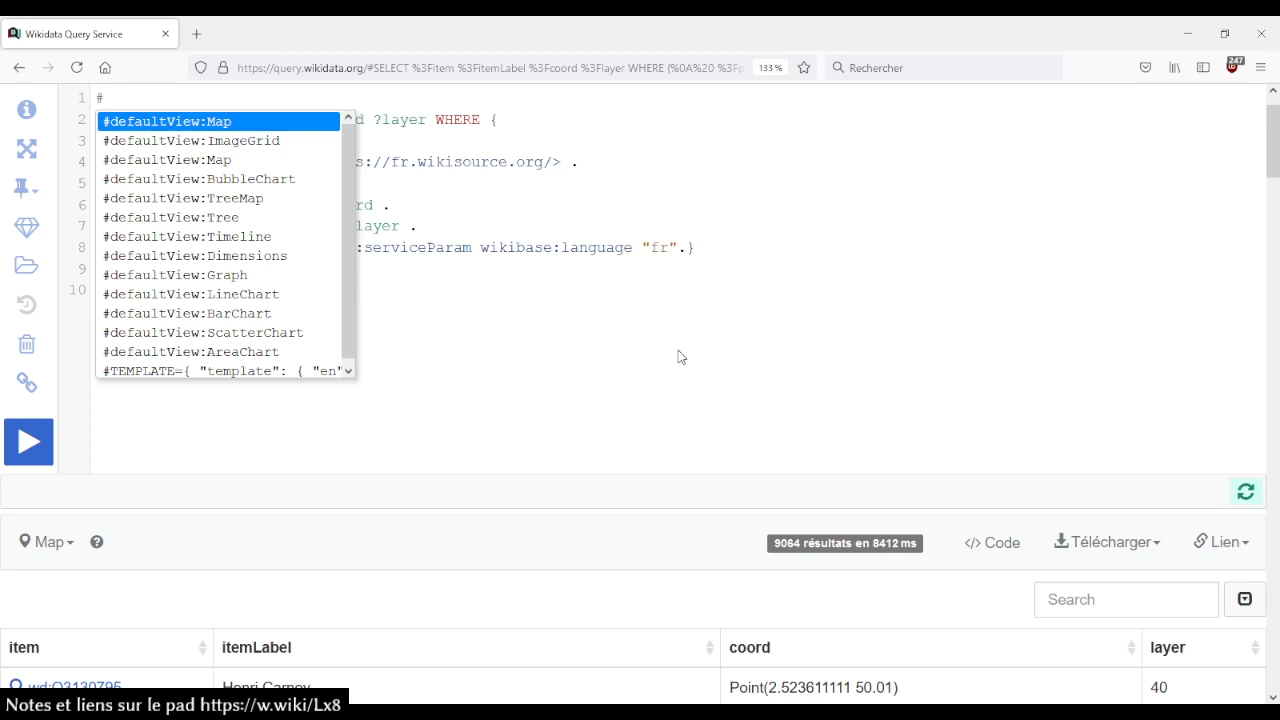 Wikidata Query Service
https://query.wikidata.org/#SELECT %3Fitem %3FitemLabel %3Fcoord %3Flayer WHERE {%0A%20 %3F
133 %
Rechercher
247
1 #
2 d ?layer WHERE {
3
4 s://fr.wikisource.org/> .
5
6 rd .
7 layer .
8 :serviceParam wikibase:language "fr".}
9
10
#defaultView:Map
#defaultView:ImageGrid
#defaultView:Map
#defaultView:BubbleChart
#defaultView:TreeMap
#defaultView:Tree
#defaultView:Timeline
#defaultView:Dimensions
#defaultView:Graph
#defaultView:LineChart
#defaultView:BarChart
#defaultView:ScatterChart
#defaultView:AreaChart
#TEMPLATE={ "template": { "en"
Map
9064 résultats en 8412 ms
</> Code
Télécharger
Lien
Search
item itemLabel coord layer
wd:Q3130795 Henri Carnoy Point(2.523611111 50.01) 40
Notes et liens sur le pad https://w.wiki/Lx8